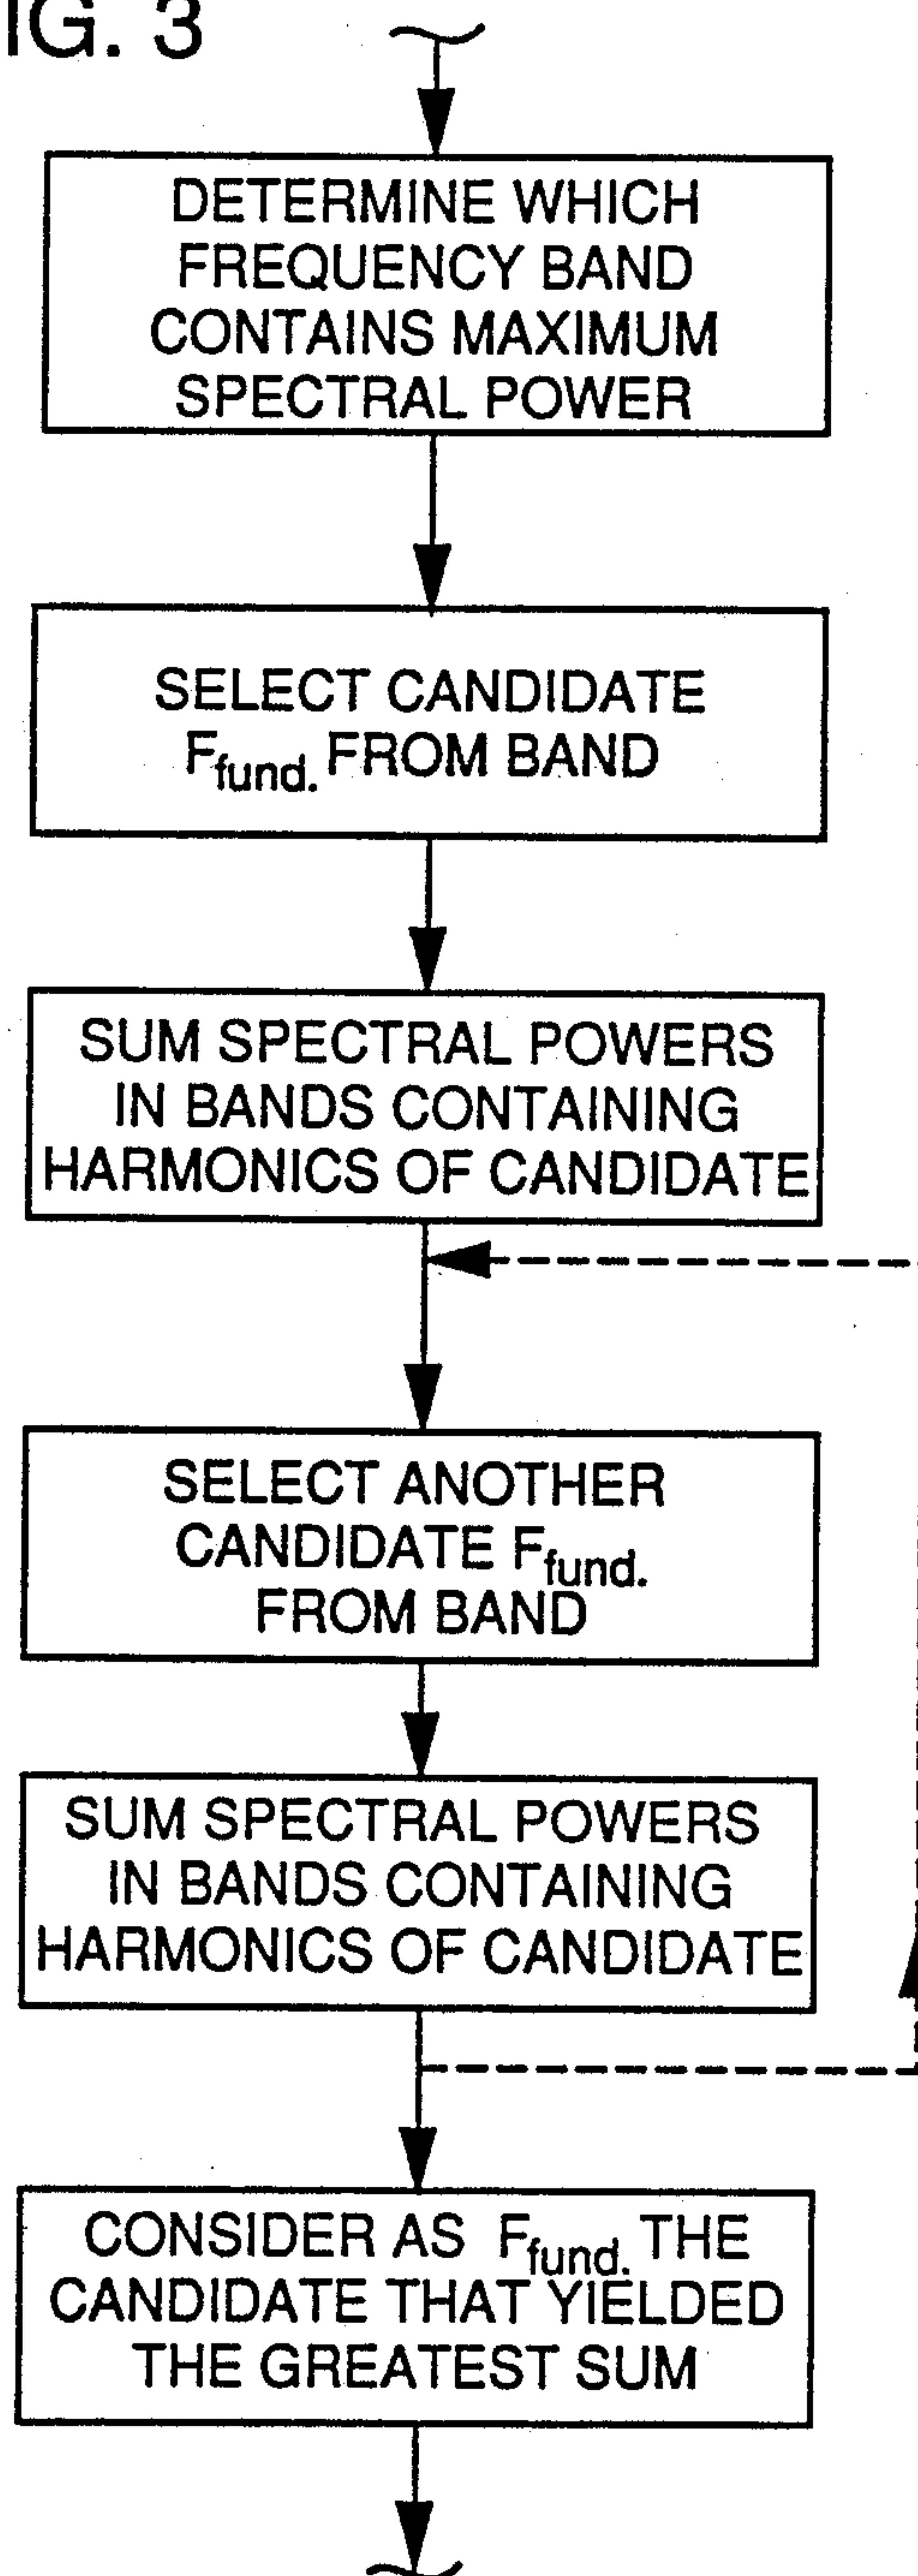 IG. 3
DETERMINE WHICH
FREQUENCY BAND
CONTAINS MAXIMUM
SPECTRAL POWER
SELECT CANDIDATE
Ffund. FROM BAND
SUM SPECTRAL POWERS
IN BANDS CONTAINING
HARMONICS OF CANDIDATE
SELECT ANOTHER
CANDIDATE Ffund.
FROM BAND
SUM SPECTRAL POWERS
IN BANDS CONTAINING
HARMONICS OF CANDIDATE
CONSIDER AS Ffund. THE
CANDIDATE THAT YIELDED
THE GREATEST SUM